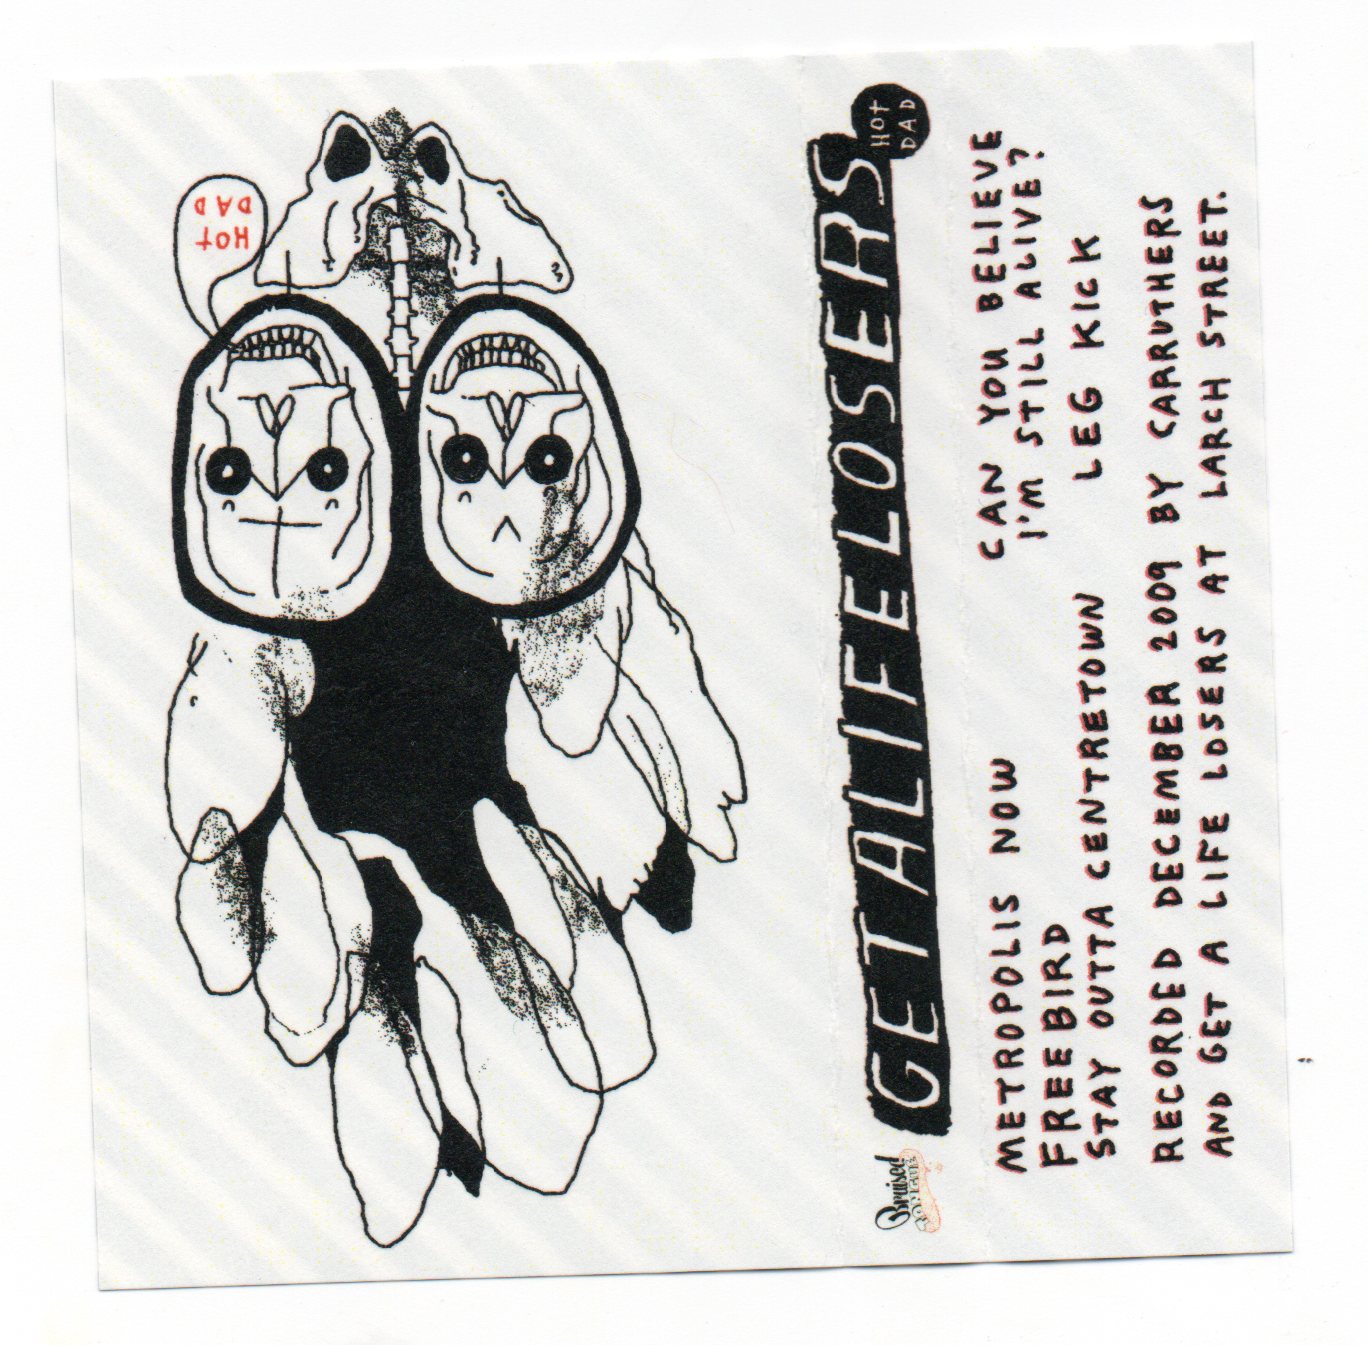 HOT
DAD
HOT
DAD
GET A LIFE LOSERS
Bruised
TONGUE
METROPOLIS NOW
FREEBIRD
STAY OUTTA CENTRETOWN
CAN YOU BELIEVE
I'M STILL ALIVE?
LEG KICK
RECORDED DECEMBER 2009 BY CARRUTHERS
AND GET A LIFE LOSERS AT LARCH STREET.